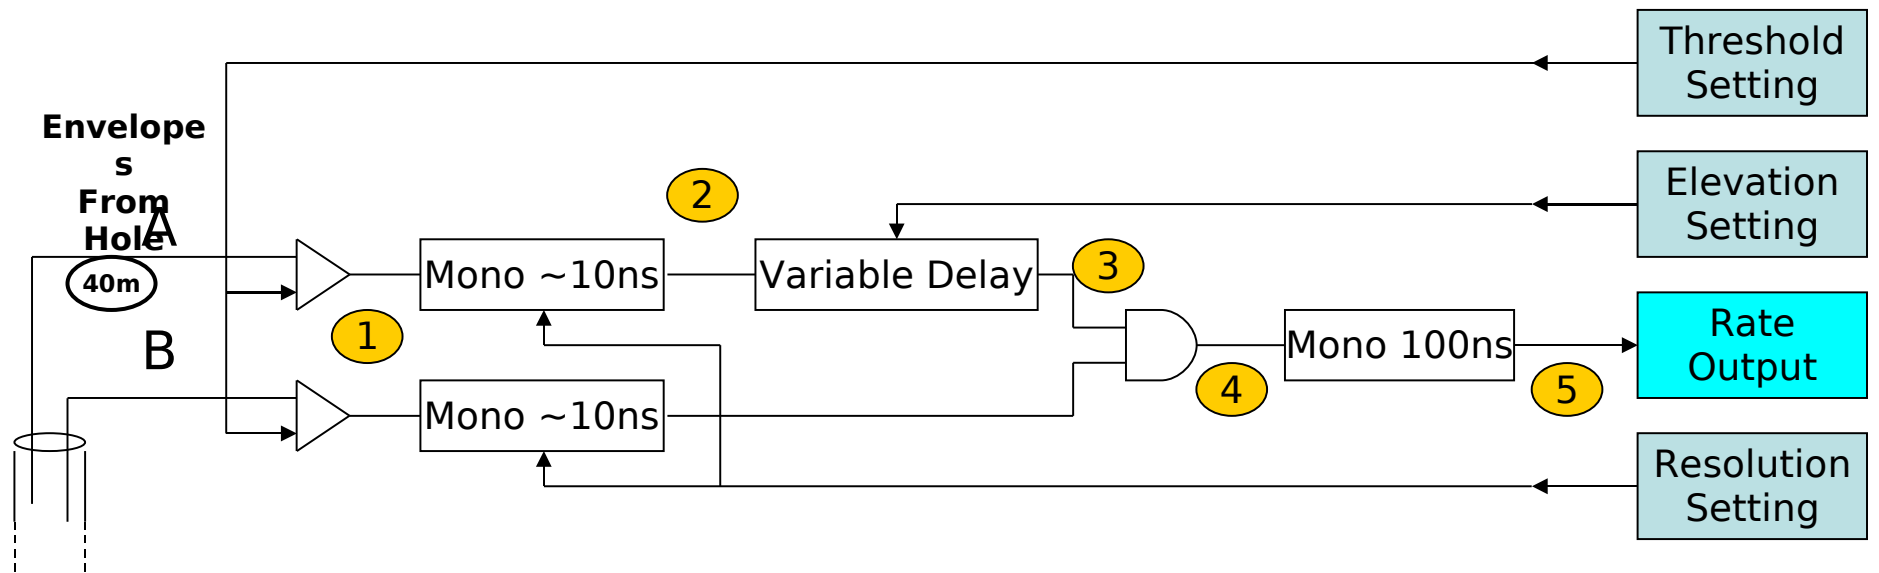 Threshold
Setting
Envelope
s
From
Hole
A
40m
B
2
Elevation
Setting
Mono ~10ns
Variable Delay
3
1
Rate
Output
Mono 100ns
Mono ~10ns
4
5
Resolution
Setting